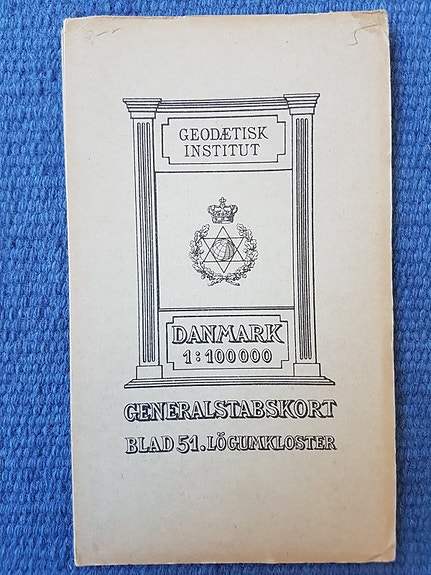 GEODÆTISK
INSTITUT
DANMARK
1:100000
GENERALSTABSKORT
BLAD 51. LÖGUMKLOSTER